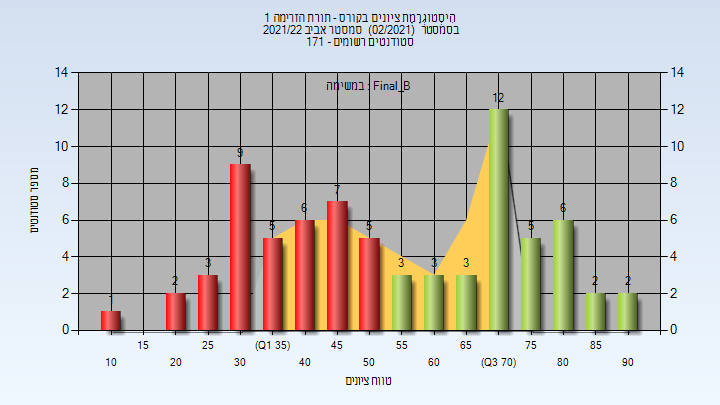 היסטוגרמת ציונים בקורס - תורת הזרימה 1
בסמסטר (02/2021) סמסטר אביב 2021/22
סטודנטים רשומים - 171
במשימה : Final_B
מספר סטודנטים
14 14
12 12
10 10
8 8
6 6
4 4
2 2
0 0
1 2 3 9 5 6 7 5 3 3 3 12 5 6 2 2
15 25 (Q1 35) 45 55 65 75 85
10 20 30 40 50 60 (Q3 70) 80 90
טווח ציונים